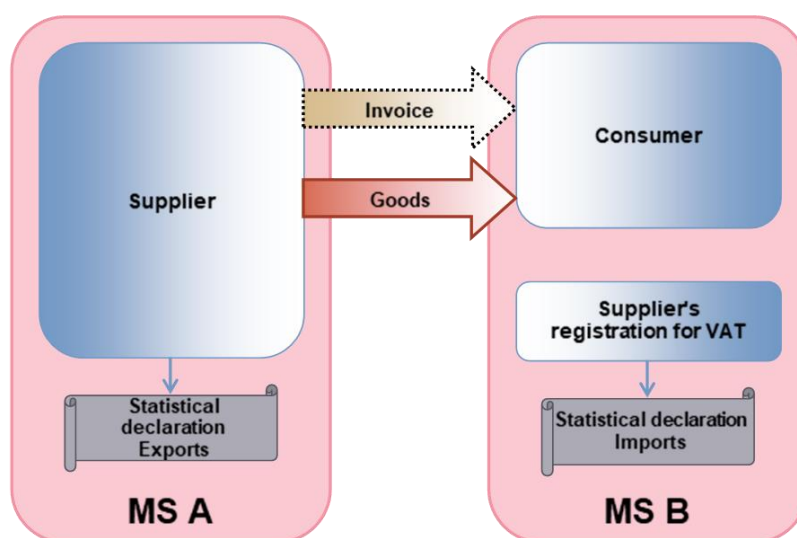 Supplier
Invoice
Goods
Consumer
Supplier's
registration for VAT
Statistical
declaration
Exports
Statistical declaration
Imports
MS A
MS B